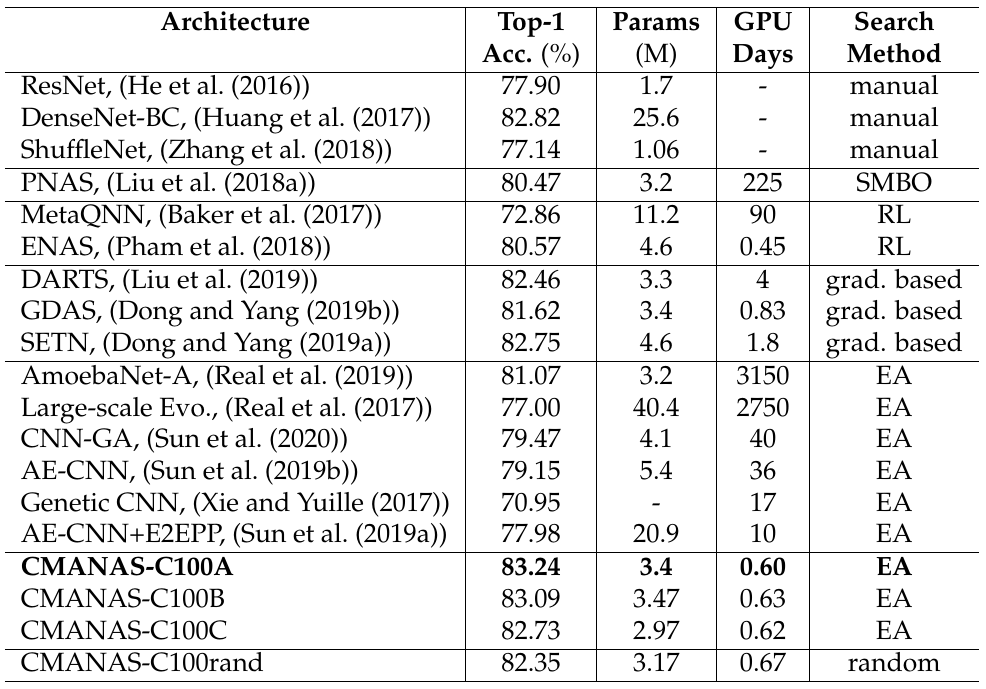 Architecture Top-1 Params GPU Search
Acc. (%) (M) Days Method
ResNet, (He et al. (2016)) 77.90 1.7 - manual
DenseNet-BC, (Huang et al. (2017)) 82.82 25.6 - manual
ShuffleNet, (Zhang et al. (2018)) 77.14 1.06 - manual
PNAS, (Liu et al. (2018a)) 80.47 3.2 225 SMBO
MetaQNN, (Baker et al. (2017)) 72.86 11.2 90 RL
ENAS, (Pham et al. (2018)) 80.57 4.6 0.45 RL
DARTS, (Liu et al. (2019)) 82.46 3.3 4 grad. based
GDAS, (Dong and Yang (2019b)) 81.62 3.4 0.83 grad. based
SETN, (Dong and Yang (2019a)) 82.75 4.6 1.8 grad. based
AmoebaNet-A, (Real et al. (2019)) 81.07 3.2 3150 EA
Large-scale Evo., (Real et al. (2017)) 77.00 40.4 2750 EA
CNN-GA, (Sun et al. (2020)) 79.47 4.1 40 EA
AE-CNN, (Sun et al. (2019b)) 79.15 5.4 36 EA
Genetic CNN, (Xie and Yuille (2017)) 70.95 - 17 EA
AE-CNN+E2EPP, (Sun et al. (2019a)) 77.98 20.9 10 EA
CMANAS-C100A 83.24 3.4 0.60 EA
CMANAS-C100B 83.09 3.47 0.63 EA
CMANAS-C100C 82.73 2.97 0.62 EA
CMANAS-C100rand 82.35 3.17 0.67 random